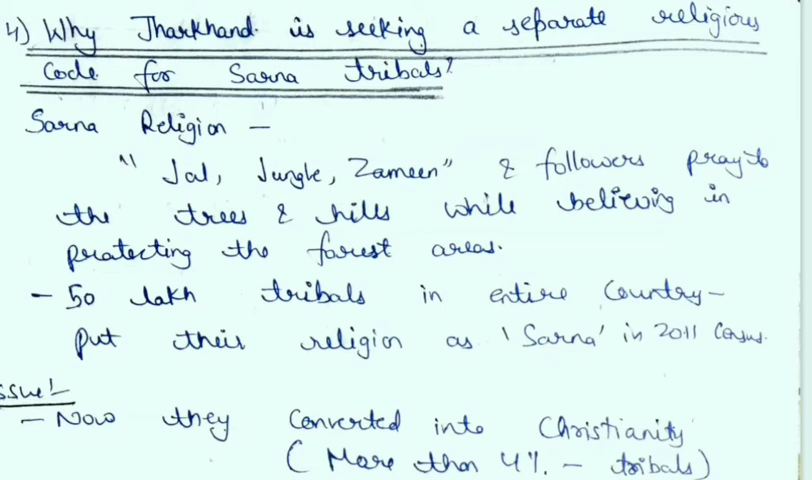 4) Why Jharkhand is seeking a separate religious
Code for Sarna tribals?
Sarna Religion -
"Jal, Jungle, Zameen" & followers pray to
the trees & hills while believing in
protecting the forest areas.
- 50 lakh tribals in entire Country -
Put their religion as 'Sarna' in 2011 Census.
ssue! -
- Now they Converted into Christianity
(More than 4% - tribals)